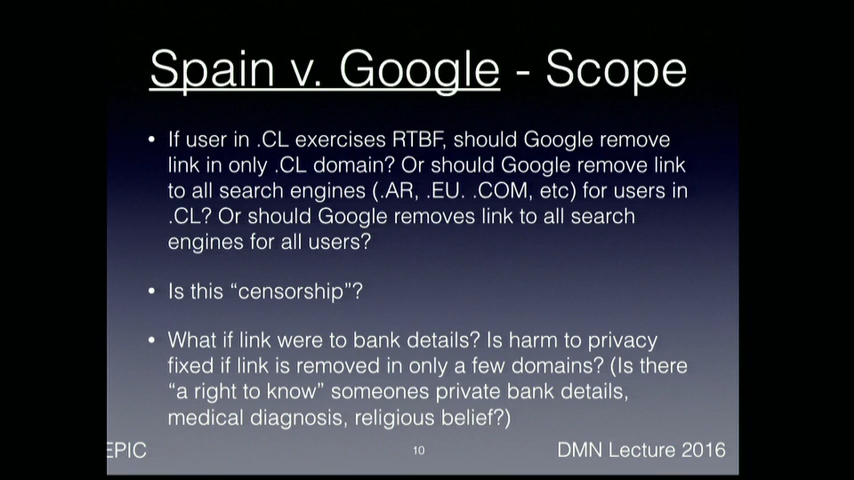 Spain v. Google - Scope
• If user in .CL exercises RTBF, should Google remove
link in only .CL domain? Or should Google remove link
to all search engines (.AR, .EU. .COM, etc) for users in
.CL? Or should Google removes link to all search
engines for all users?
• Is this “censorship”?
• What if link were to bank details? Is harm to privacy
fixed if link is removed in only a few domains? (Is there
“a right to know” someones private bank details,
medical diagnosis, religious belief?)
EPIC 10 DMN Lecture 2016